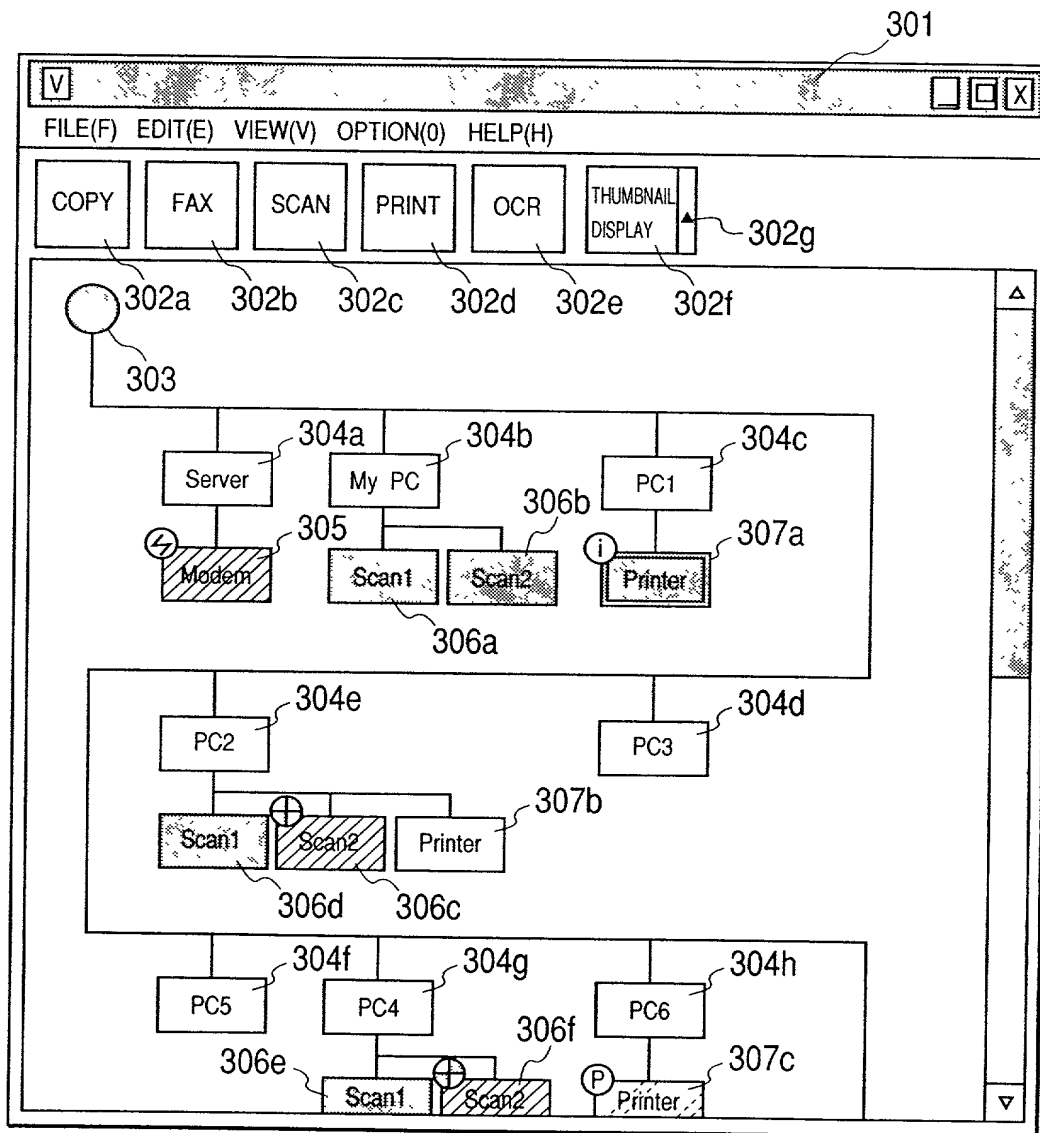 301
V _ X
FILE(F) EDIT(E) VIEW(V) OPTION(0) HELP(H)
COPY FAX SCAN PRINT OCR THUMBNAIL DISPLAY 302g
302a 302b 302c 302d 302e 302f
303
304a 304b 304c
Server My PC PC1
305 306b 307a
i
Modem Scan1 Scan2 Printer
306a
304e 304d
PC2 PC3
307b
Scan1 Scan2 Printer
306d 306c
304f 304g 304h
PC5 PC4 PC6
306f
306e P 307c
Scan1 Scan2 Printer